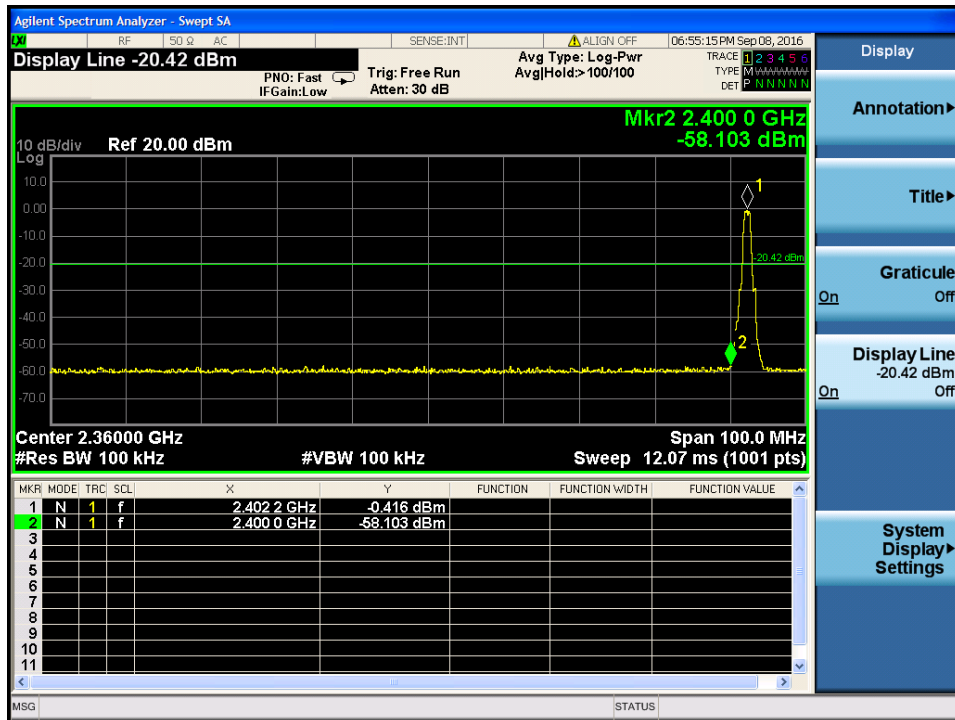 Agilent Spectrum Analyzer - Swept SA
LXI RF 50 Ω AC SENSE:INT ALIGN OFF 06:55:15 PM Sep 08, 2016
Display Line -20.42 dBm
PNO: Fast
IFGain:Low
Trig: Free Run
Atten: 30 dB
Avg Type: Log-Pwr
Avg|Hold:>100/100
TRACE 1 2 3 4 5 6
TYPE M
DET P N N N N N
Mkr2 2.400 0 GHz
-58.103 dBm
10 dB/div Ref 20.00 dBm
Log
10.0
0.00
-10.0
-20.0
-30.0
-40.0
-50.0
-60.0
-70.0
1
-20.42 dBm
2
Center 2.36000 GHz Span 100.0 MHz
#Res BW 100 kHz #VBW 100 kHz Sweep 12.07 ms (1001 pts)
MKR MODE TRC SCL X Y FUNCTION FUNCTION WIDTH FUNCTION VALUE
1 N 1 f 2.402 2 GHz -0.416 dBm
2 N 1 f 2.400 0 GHz -58.103 dBm
3
4
5
6
7
8
9
10
11
MSG STATUS
Display
Annotation
Title
Graticule
On Off
Display Line
-20.42 dBm
On Off
System
Display
Settings